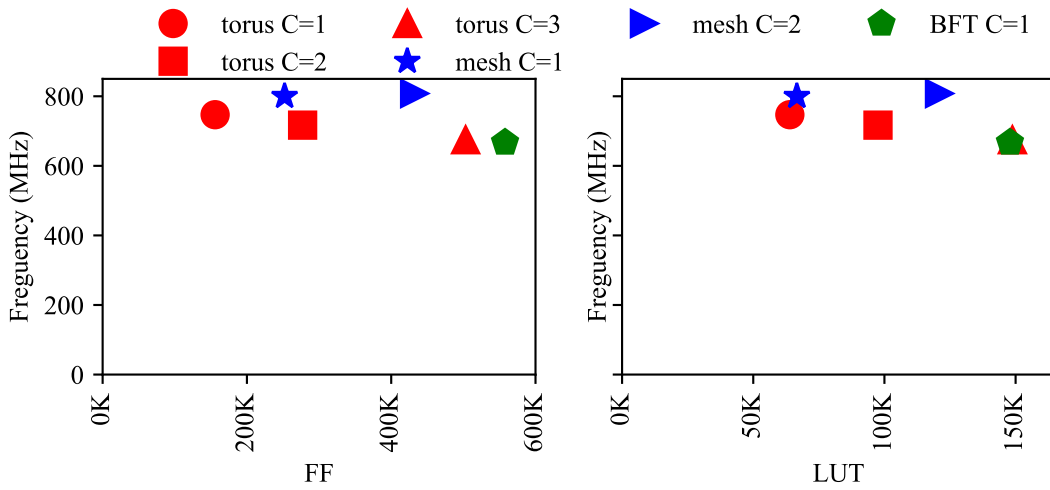 torus C=1
torus C=3
mesh C=2
BFT C=1
torus C=2
mesh C=1
Freguency (MHz)
800
600
400
200
0
0K
200K
400K
600K
FF
Freguency (MHz)
0K
50K
100K
150K
LUT